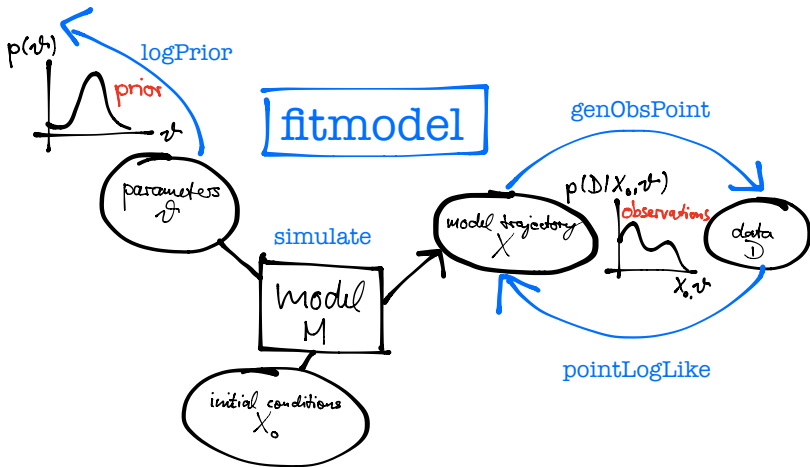 p(ϑ)
logPrior
prior
ϑ
fitmodel
genObsPoint
parameters
ϑ
p(D|X₀,ϑ)
observations
model trajectory
X
data
D
simulate
X₀,ϑ
model
M
pointLogLike
initial conditions
X₀